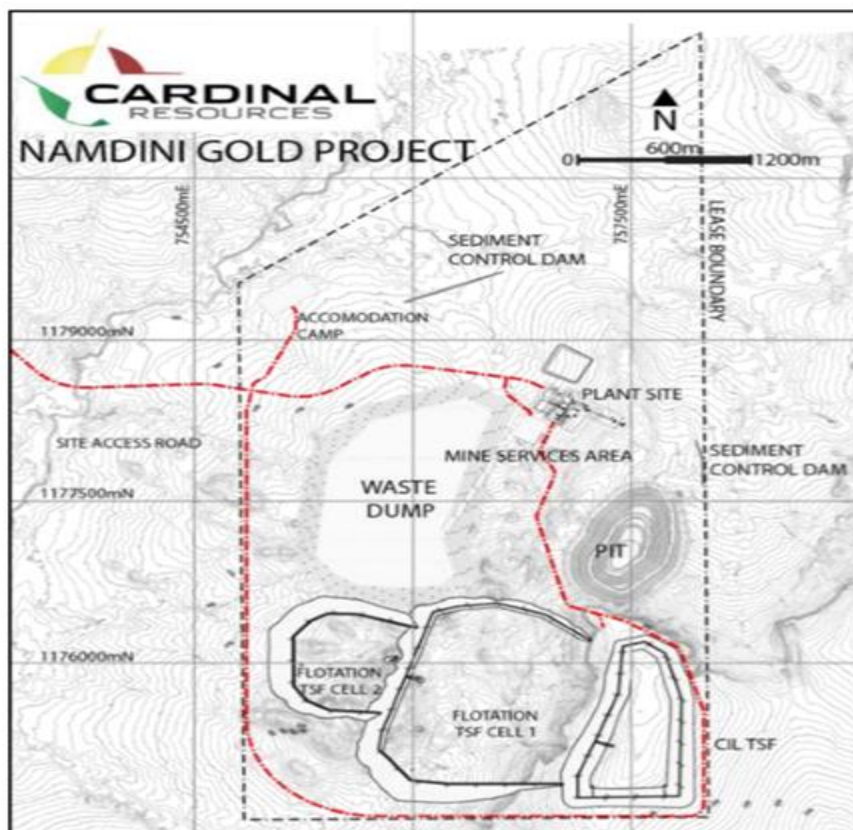 CARDINAL
RESOURCES
NAMDINI GOLD PROJECT
N
0 600m 1200m
754500mE
757500mE
LEASE BOUNDARY
SEDIMENT
CONTROL DAM
ACCOMODATION
CAMP
1179000mN
PLANT SITE
SITE ACCESS ROAD
MINE SERVICES AREA
SEDIMENT
CONTROL DAM
WASTE
DUMP
1177500mN
PIT
1176000mN
FLOTATION
TSF CELL 2
FLOTATION
TSF CELL 1
CIL TSF